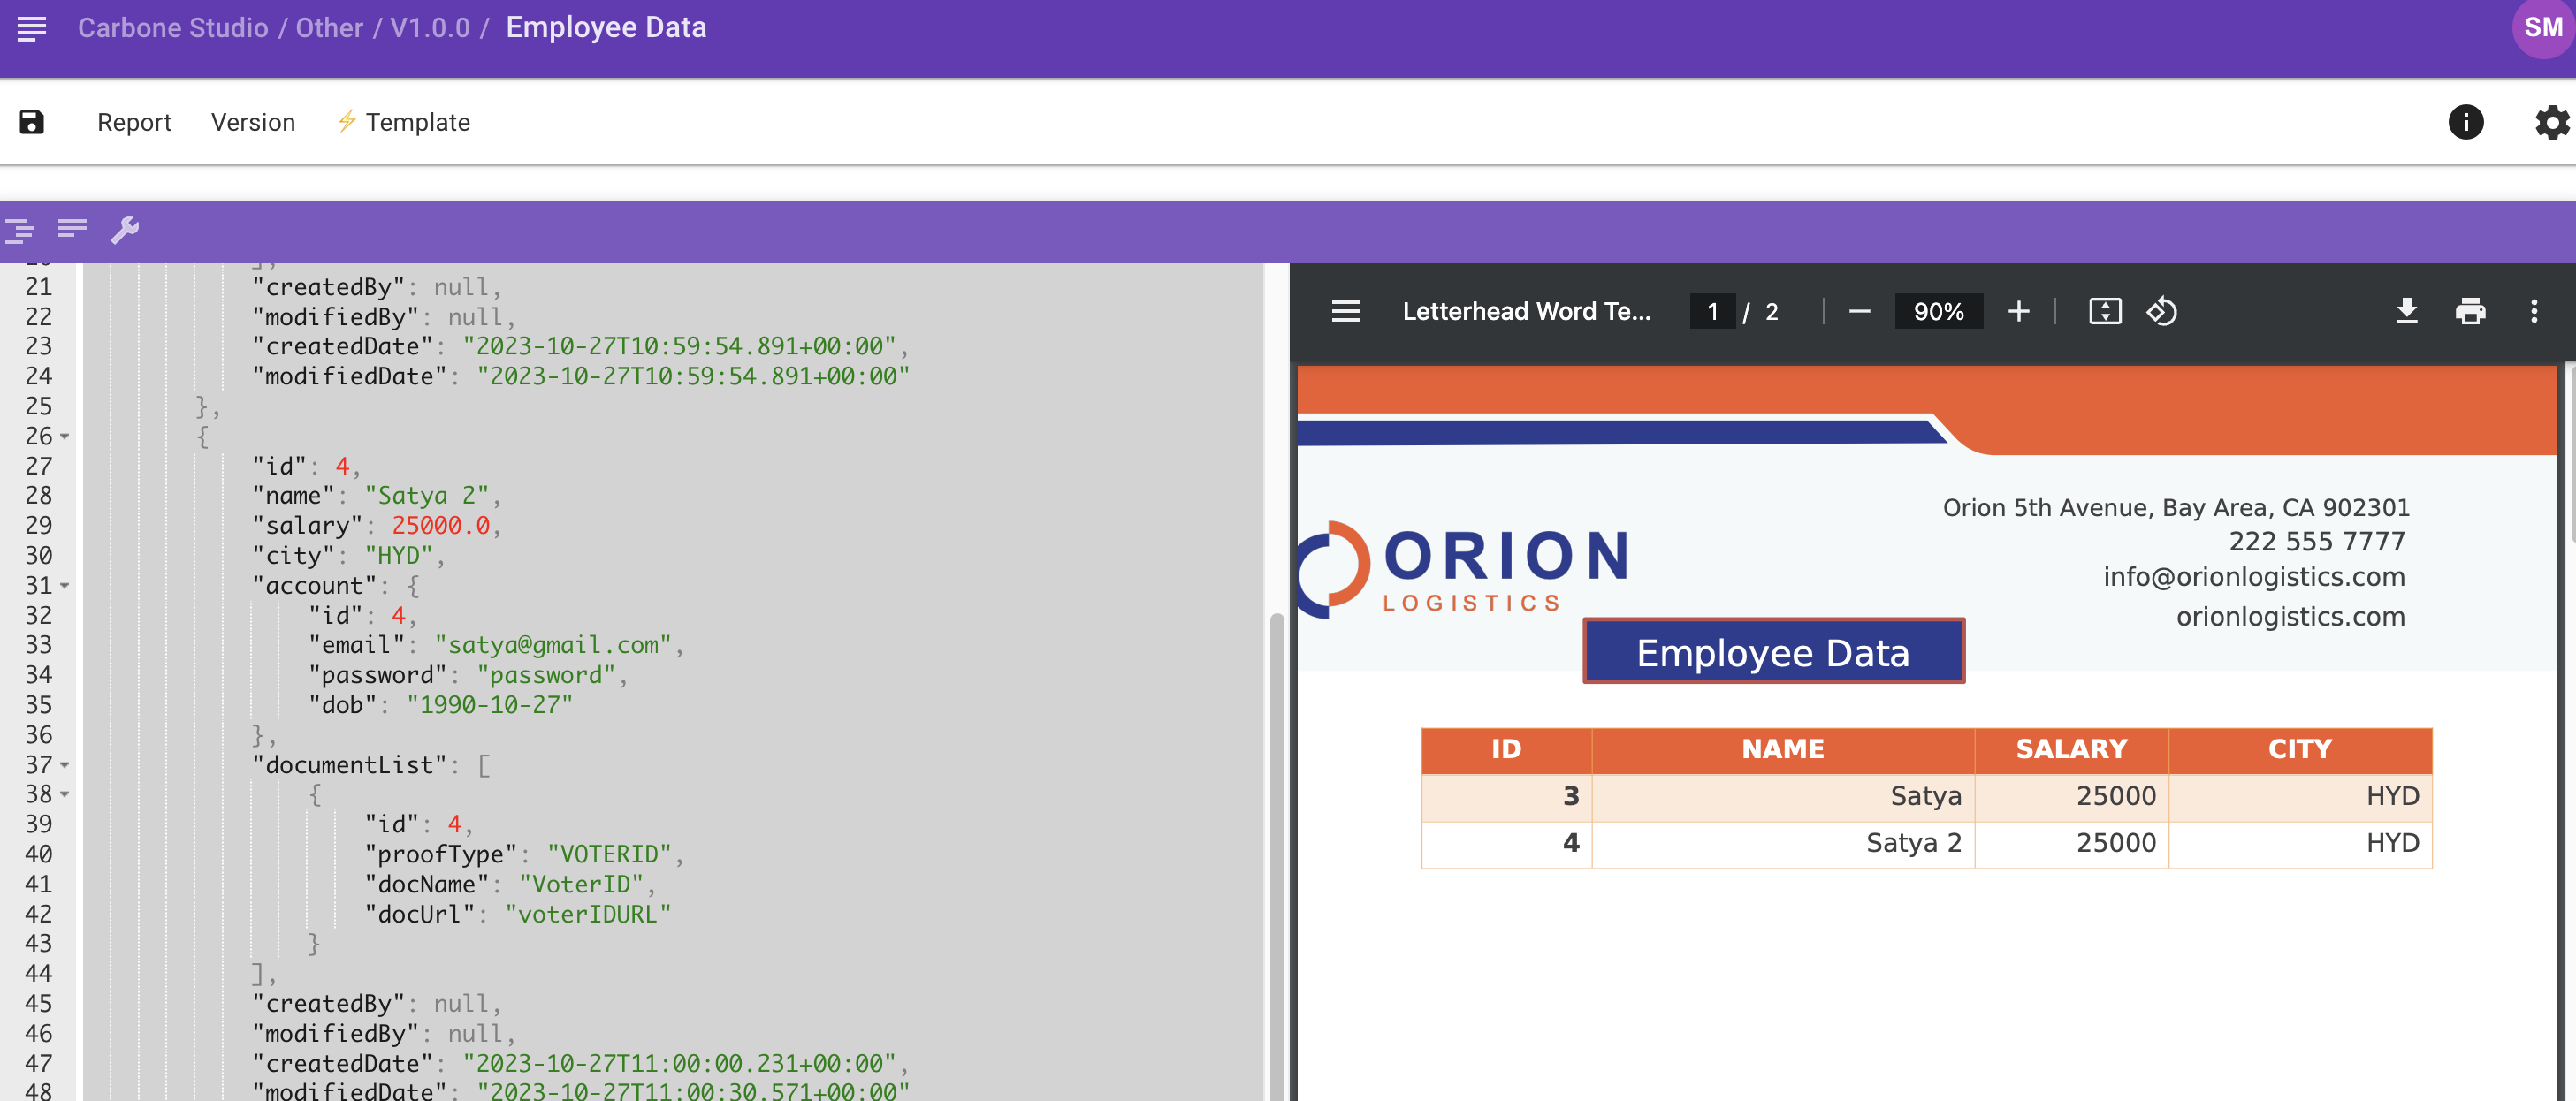 Carbone Studio / Other / V1.0.0 / Employee Data
SM
Report Version Template
21 "createdBy": null,
22 "modifiedBy": null,
23 "createdDate": "2023-10-27T10:59:54.891+00:00",
24 "modifiedDate": "2023-10-27T10:59:54.891+00:00"
25 },
26 {
27 "id": 4,
28 "name": "Satya 2",
29 "salary": 25000.0,
30 "city": "HYD",
31 "account": {
32 "id": 4,
33 "email": "satya@gmail.com",
34 "password": "password",
35 "dob": "1990-10-27"
36 },
37 "documentList": [
38 {
39 "id": 4,
40 "proofType": "VOTERID",
41 "docName": "VoterID",
42 "docUrl": "voterIDURL"
43 }
44 ],
45 "createdBy": null,
46 "modifiedBy": null,
47 "createdDate": "2023-10-27T11:00:00.231+00:00",
48 "modifiedDate": "2023-10-27T11:00:30.571+00:00"
Letterhead Word Te... 1 / 2 90%
Orion 5th Avenue, Bay Area, CA 902301
222 555 7777
info@orionlogistics.com
orionlogistics.com
ORION
LOGISTICS
Employee Data
ID NAME SALARY CITY
3 Satya 25000 HYD
4 Satya 2 25000 HYD